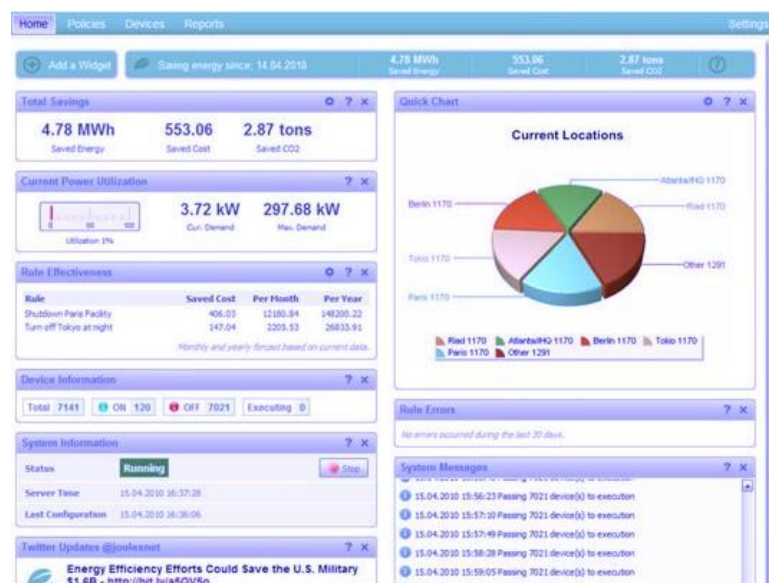 Home Policies Devices Reports Settings
Add a Widget
Saving energy since: 14.04.2010
4.78 MWh
Saved Energy
553.06
Saved Cost
2.87 tons
Saved CO2
?
Total Savings ? ×
4.78 MWh 553.06 2.87 tons
Saved Energy Saved Cost Saved CO2
Current Power Utilization ? ×
3.72 kW 297.68 kW
Cur. Demand Max. Demand
Utilization 1%
Rule Effectiveness ? ×
Rule Saved Cost Per Month Per Year
Shutdown Paris Facility 406.03 12180.84 148200.22
Turn off Tokyo at night 147.04 2205.53 26833.91
Monthly and yearly forcast based on current data.
Device Information ? ×
Total 7141 ON 120 OFF 7021 Executing 0
System Information ? ×
Status Running Stop
Server Time 15.04.2010 16:37:28
Last Configuration 15.04.2010 16:36:06
Twitter Updates @joulexnet ? ×
Energy Efficiency Efforts Could Save the U.S. Military
Quick Chart ? ×
Current Locations
Atlanta/HQ 1170
Berlin 1170
Riad 1170
Tokio 1170
Other 1291
Paris 1170
Riad 1170 Atlanta/HQ 1170 Berlin 1170 Tokio 1170
Paris 1170 Other 1291
Rule Errors ? ×
No errors occurred during the last 30 days.
System Messages ? ×
15.04.2010 15:56:23 Passing 7021 device(s) to execution
15.04.2010 15:57:10 Passing 7021 device(s) to execution
15.04.2010 15:57:49 Passing 7021 device(s) to execution
15.04.2010 15:58:28 Passing 7021 device(s) to execution
15.04.2010 15:59:05 Passing 7021 device(s) to execution